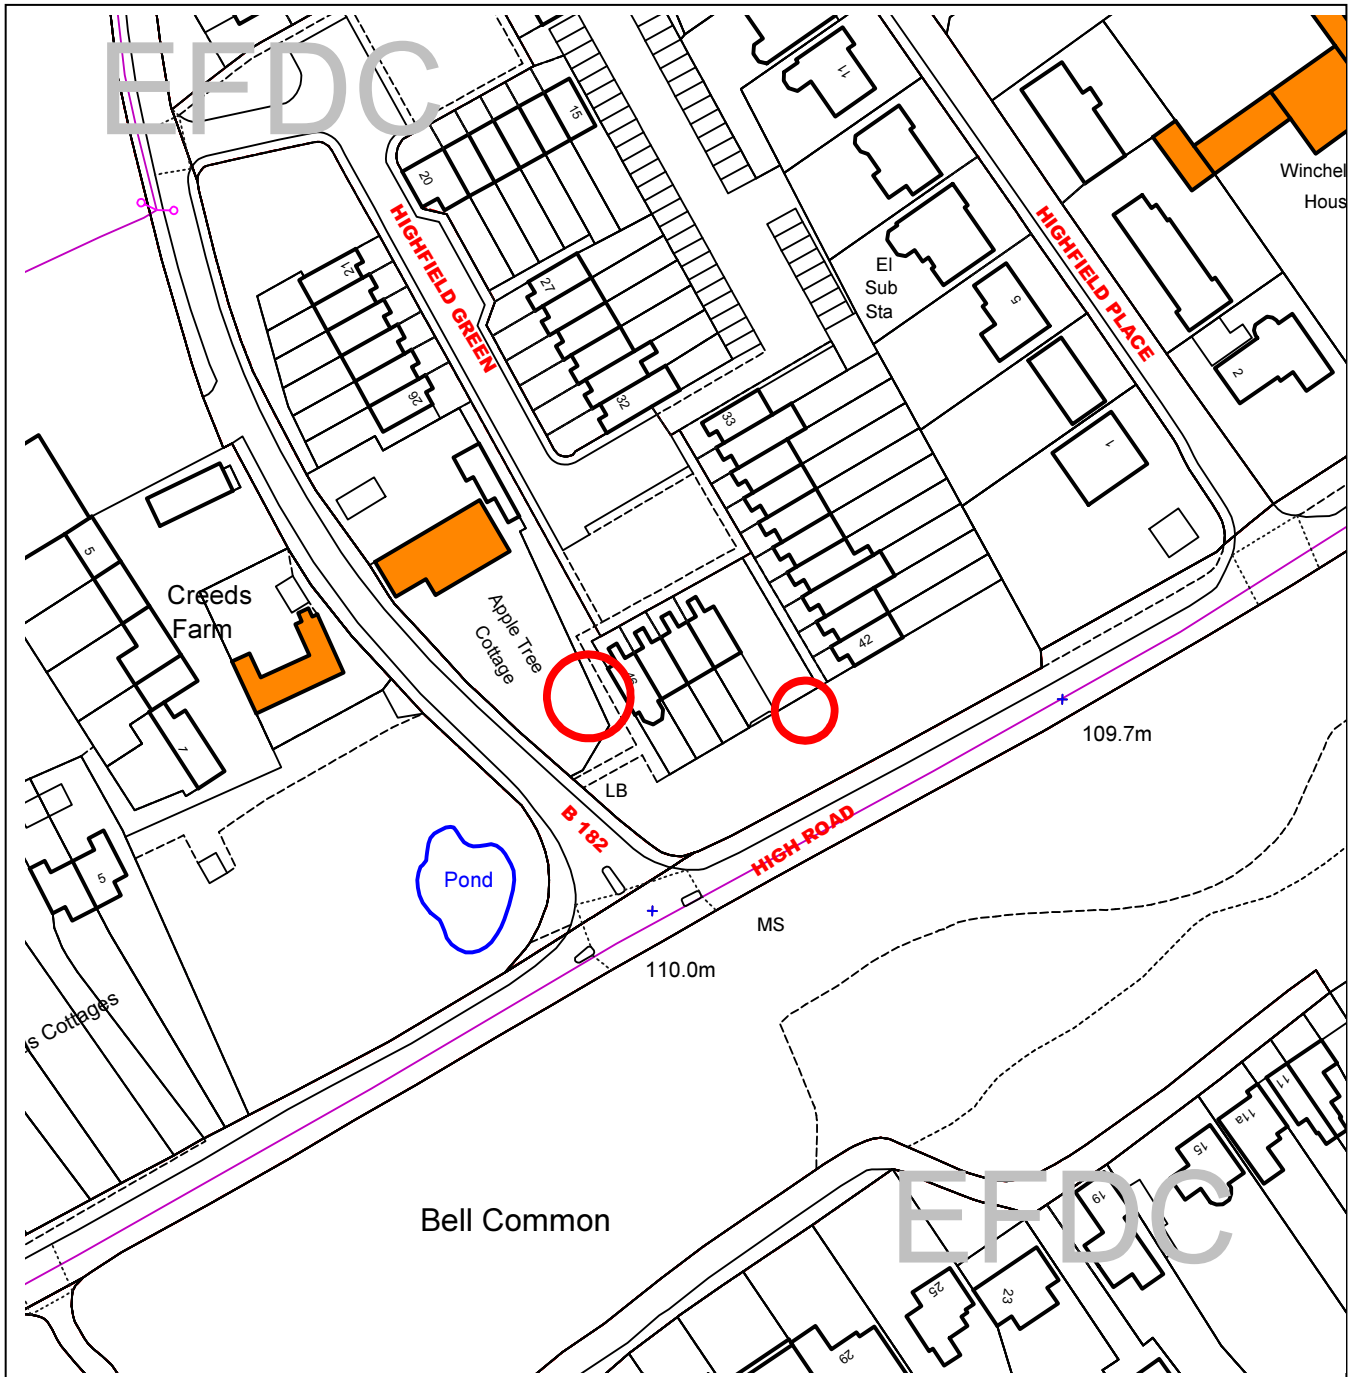 EFDC
11
15
20
Winchel
Hous
HIGHFIELD GREEN
HIGHFIELD PLACE
21
27
El
Sub
Sta
5
2
26
32
33
1
5
Creeds
Farm
Apple Tree
Cottage
42
46
109.7m
LB
B 182
HIGH ROAD
7
5
Pond
MS
110.0m
s Cottages
11
11a
15
19
EFDC
Bell Common
25
23
29